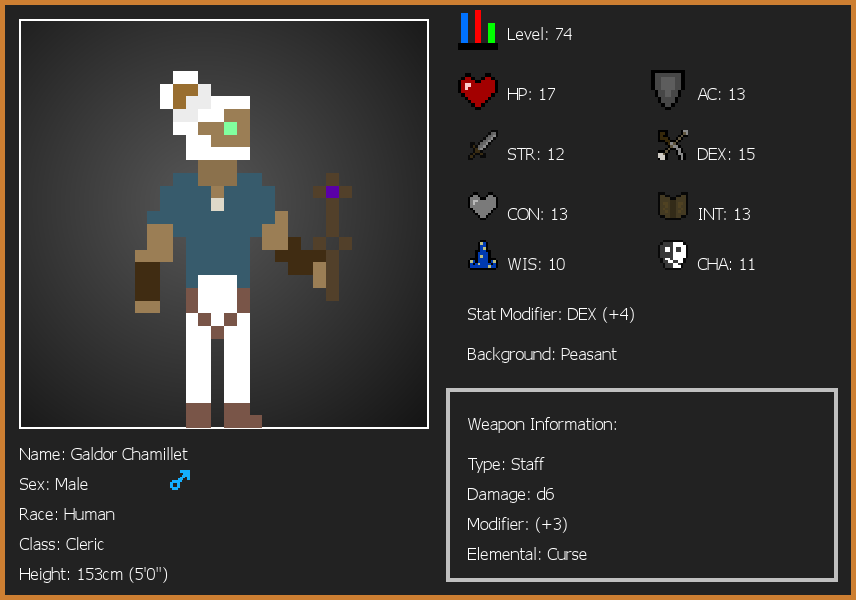 Level: 74
HP: 17
AC: 13
STR: 12
DEX: 15
CON: 13
INT: 13
WIS: 10
CHA: 11
Stat Modifier: DEX (+4)
Background: Peasant
Weapon Information:
Type: Staff
Damage: d6
Modifier: (+3)
Elemental: Curse
Name: Galdor Chamillet
Sex: Male
Race: Human
Class: Cleric
Height: 153cm (5'0")